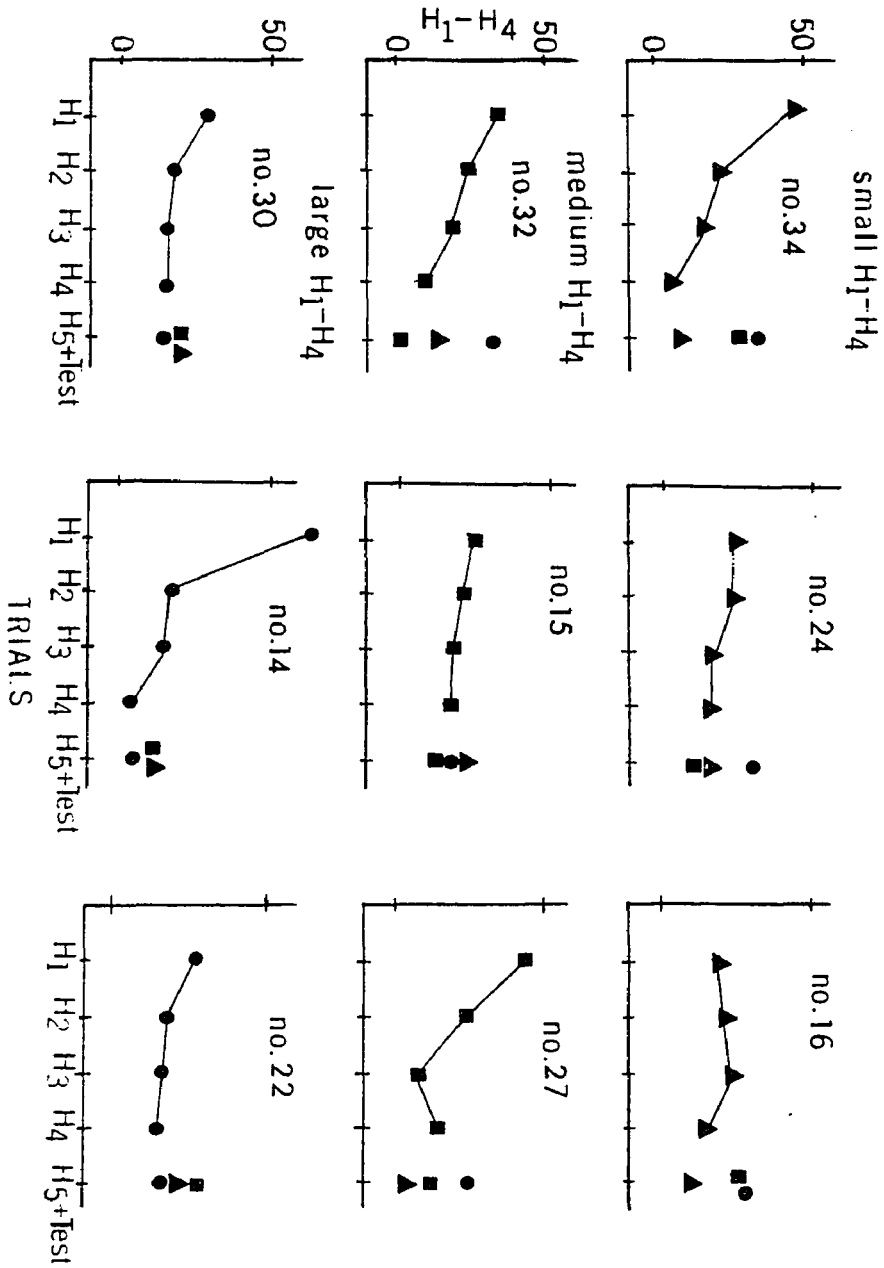 small H₁–H₄
50
0
no.34
no.24
no.16
medium H₁–H₄
H₁–H₄
50
0
no.32
no.15
no.27
large H₁–H₄
50
0
no.30
no.14
no.22
H₁ H₂ H₃ H₄ H₅+Test
H₁ H₂ H₃ H₄ H₅+Test
H₁ H₂ H₃ H₄ H₅+Test
TRIALS